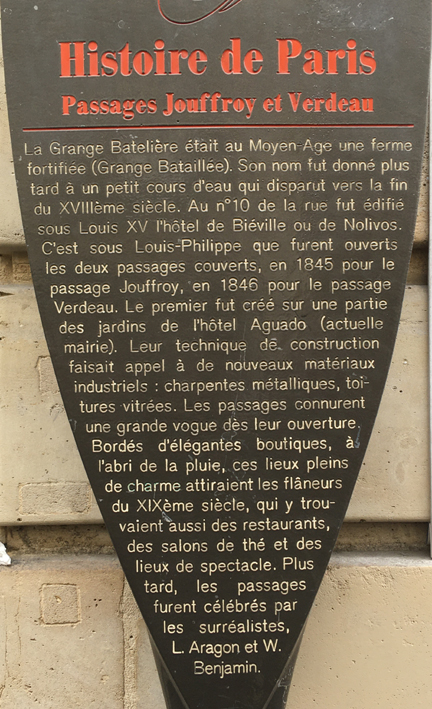 Histoire de Paris
Passages Jouffroy et Verdeau
La Grange Batelière était au Moyen-Age une ferme
fortifiée (Grange Bataillée). Son nom fut donné plus
tard à un petit cours d'eau qui disparut vers la fin
du XVIIIème siècle. Au n°10 de la rue fut édifié
sous Louis XV l'hôtel de Biéville ou de Nolivos.
C'est sous Louis-Philippe que furent ouverts
les deux passages couverts, en 1845 pour le
passage Jouffroy, en 1846 pour le passage
Verdeau. Le premier fut créé sur une partie
des jardins de l'hôtel Aguado (actuelle
mairie). Leur technique de construction
faisait appel à de nouveaux matériaux
industriels : charpentes métalliques, toi-
tures vitrées. Les passages connurent
une grande vogue dès leur ouverture.
Bordés d'élégantes boutiques, à
l'abri de la pluie, ces lieux pleins
de charme attiraient les flâneurs
du XIXème siècle, qui y trou-
vaient aussi des restaurants,
des salons de thé et des
lieux de spectacle. Plus
tard, les passages
furent célébrés par
les surréalistes,
L. Aragon et W.
Benjamin.